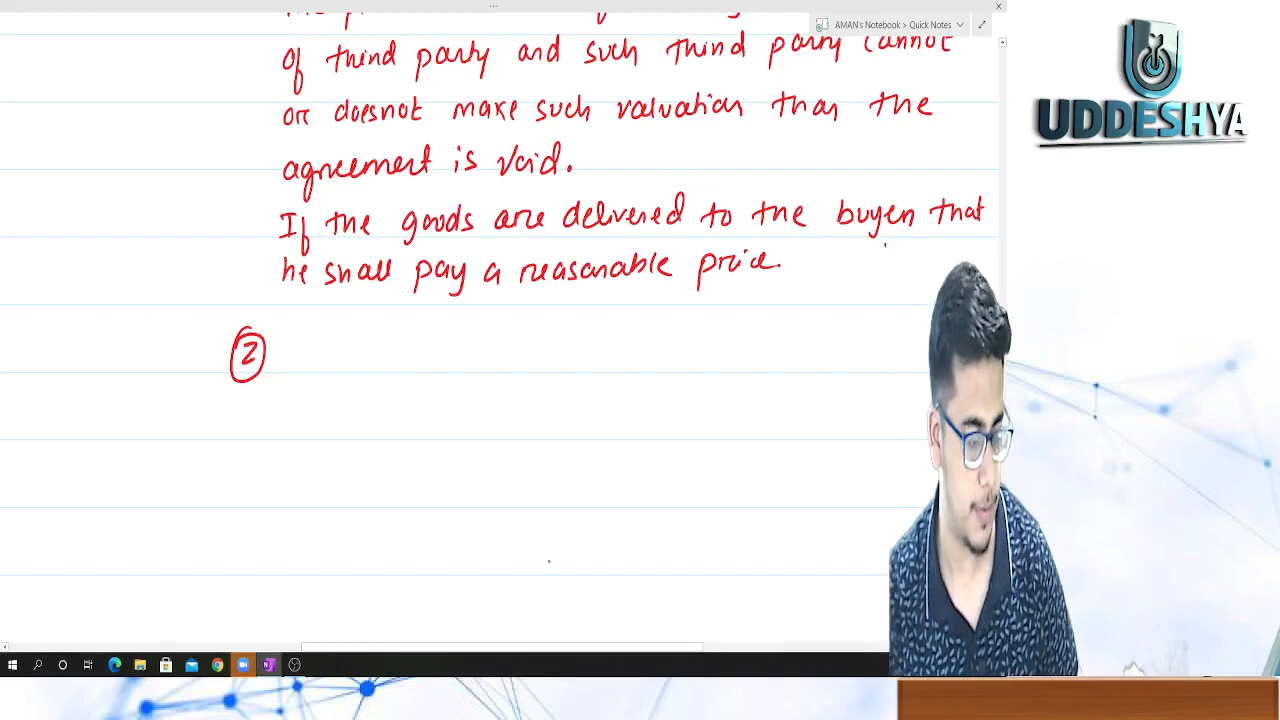 AMAN's Notebook > Quick Notes
of third party and such third party cannot
or doesnot make such valuation than the
agreement is void.
If the goods are delivered to the buyer that
he shall pay a reasonable price.
2
UDDESHYA